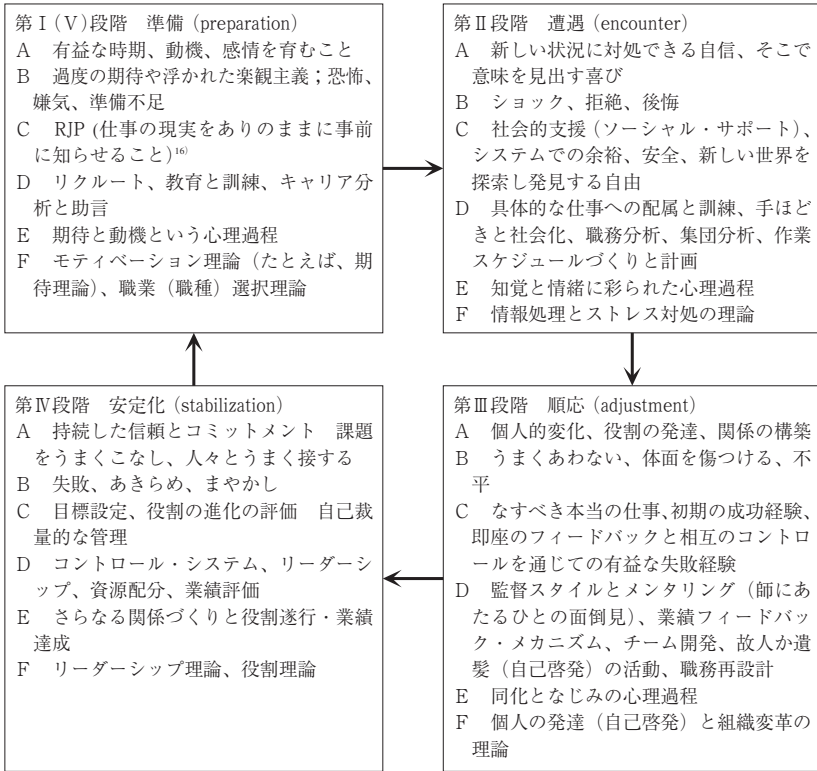 第Ⅰ(Ⅴ)段階　準備 (preparation)
A　有益な時期、動機、感情を育むこと
B　過度の期待や浮かれた楽観主義；恐怖、
嫌気、準備不足
C　RJP (仕事の現実をありのままに事前
に知らせること)¹⁶⁾
D　リクルート、教育と訓練、キャリア分
析と助言
E　期待と動機という心理過程
F　モティベーション理論（たとえば、期
待理論)、職業（職種）選択理論
第Ⅱ段階　遭遇 (encounter)
A　新しい状況に対処できる自信、そこで
意味を見出す喜び
B　ショック、拒絶、後悔
C　社会的支援（ソーシャル・サポート)、
システムでの余裕、安全、新しい世界を
探索し発見する自由
D　具体的な仕事への配属と訓練、手ほど
きと社会化、職務分析、集団分析、作業
スケジュールづくりと計画
E　知覚と情緒に彩られた心理過程
F　情報処理とストレス対処の理論
第Ⅳ段階　安定化 (stabilization)
A　持続した信頼とコミットメント　課題
をうまくこなし、人々とうまく接する
B　失敗、あきらめ、まやかし
C　目標設定、役割の進化の評価　自己裁
量的な管理
D　コントロール・システム、リーダーシ
ップ、資源配分、業績評価
E　さらなる関係づくりと役割遂行・業績
達成
F　リーダーシップ理論、役割理論
第Ⅲ段階　順応 (adjustment)
A　個人的変化、役割の発達、関係の構築
B　うまくあわない、体面を傷つける、不
平
C　なすべき本当の仕事、初期の成功経験、
即座のフィードバックと相互のコントロ
ールを通じての有益な失敗経験
D　監督スタイルとメンタリング（師にあ
たるひとの面倒見)、業績フィードバッ
ク・メカニズム、チーム開発、故人か遺
髪（自己啓発）の活動、職務再設計
E　同化となじみの心理過程
F　個人の発達（自己啓発）と組織変革の
理論